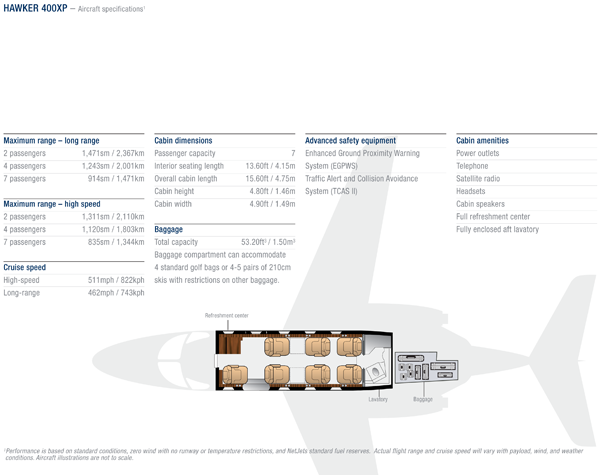 HAWKER 400XP – Aircraft specifications¹
Maximum range – long range
2 passengers 1,471sm / 2,367km
4 passengers 1,243sm / 2,001km
7 passengers 914sm / 1,471km
Maximum range – high speed
2 passengers 1,311sm / 2,110km
4 passengers 1,120sm / 1,803km
7 passengers 835sm / 1,344km
Cruise speed
High-speed 511mph / 822kph
Long-range 462mph / 743kph
Cabin dimensions
Passenger capacity 7
Interior seating length 13.60ft / 4.15m
Overall cabin length 15.60ft / 4.75m
Cabin height 4.80ft / 1.46m
Cabin width 4.90ft / 1.49m
Baggage
Total capacity 53.20ft³ / 1.50m³
Baggage compartment can accommodate
4 standard golf bags or 4-5 pairs of 210cm
skis with restrictions on other baggage.
Advanced safety equipment
Enhanced Ground Proximity Warning
System (EGPWS)
Traffic Alert and Collision Avoidance
System (TCAS II)
Cabin amenities
Power outlets
Telephone
Satellite radio
Headsets
Cabin speakers
Full refreshment center
Fully enclosed aft lavatory
Refreshment center
Lavatory
Baggage
¹Performance is based on standard conditions, zero wind with no runway or temperature restrictions, and NetJets standard fuel reserves. Actual flight range and cruise speed will vary with payload, wind, and weather
conditions. Aircraft illustrations are not to scale.